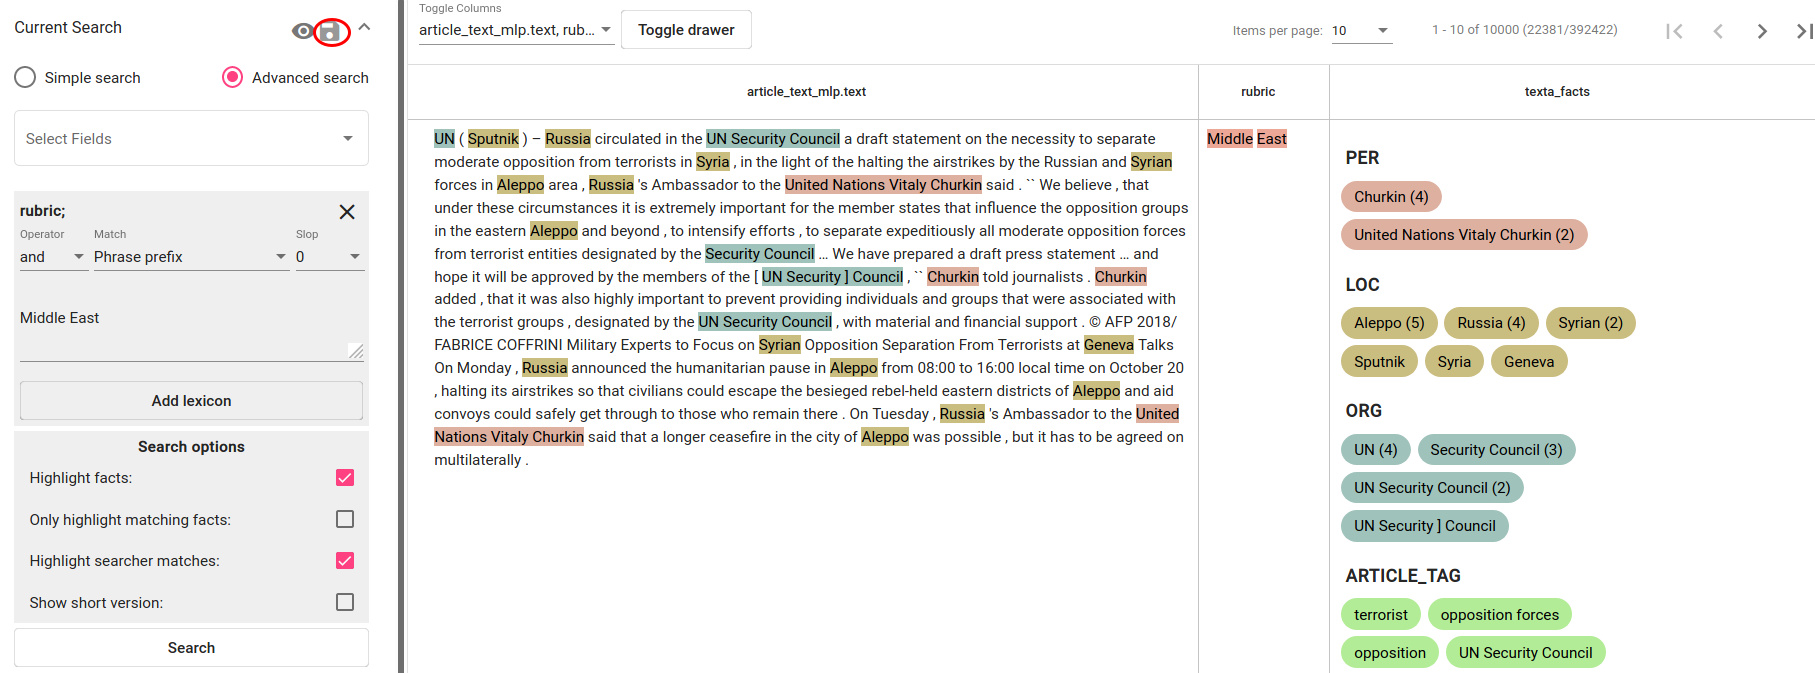 Current Search
Simple search
Advanced search
Select Fields
rubric;
Operator
Match
Slop
and
Phrase prefix
0
Middle East
Add lexicon
Search options
Highlight facts:
Only highlight matching facts:
Highlight searcher matches:
Show short version:
Search
Toggle Columns
article_text_mlp.text, rub...
Toggle drawer
Items per page:
10
1 - 10 of 10000 (22381/392422)
article_text_mlp.text
rubric
texta_facts
UN ( Sputnik ) – Russia circulated in the UN Security Council a draft statement on the necessity to separate
moderate opposition from terrorists in Syria , in the light of the halting the airstrikes by the Russian and Syrian
forces in Aleppo area , Russia 's Ambassador to the United Nations Vitaly Churkin said . `` We believe , that
under these circumstances it is extremely important for the member states that influence the opposition groups
in the eastern Aleppo and beyond , to intensify efforts , to separate expeditiously all moderate opposition forces
from terrorist entities designated by the Security Council ... We have prepared a draft press statement ... and
hope it will be approved by the members of the [ UN Security ] Council , `` Churkin told journalists . Churkin
added , that it was also highly important to prevent providing individuals and groups that were associated with
the terrorist groups , designated by the UN Security Council , with material and financial support . © AFP 2018/
FABRICE COFFRINI Military Experts to Focus on Syrian Opposition Separation From Terrorists at Geneva Talks
On Monday , Russia announced the humanitarian pause in Aleppo from 08:00 to 16:00 local time on October 20
, halting its airstrikes so that civilians could escape the besieged rebel-held eastern districts of Aleppo and aid
convoys could safely get through to those who remain there . On Tuesday , Russia 's Ambassador to the United
Nations Vitaly Churkin said that a longer ceasefire in the city of Aleppo was possible , but it has to be agreed on
multilaterally .
Middle East
PER
Churkin (4)
United Nations Vitaly Churkin (2)
LOC
Aleppo (5)
Russia (4)
Syrian (2)
Sputnik
Syria
Geneva
ORG
UN (4)
Security Council (3)
UN Security Council (2)
UN Security ] Council
ARTICLE_TAG
terrorist
opposition forces
opposition
UN Security Council